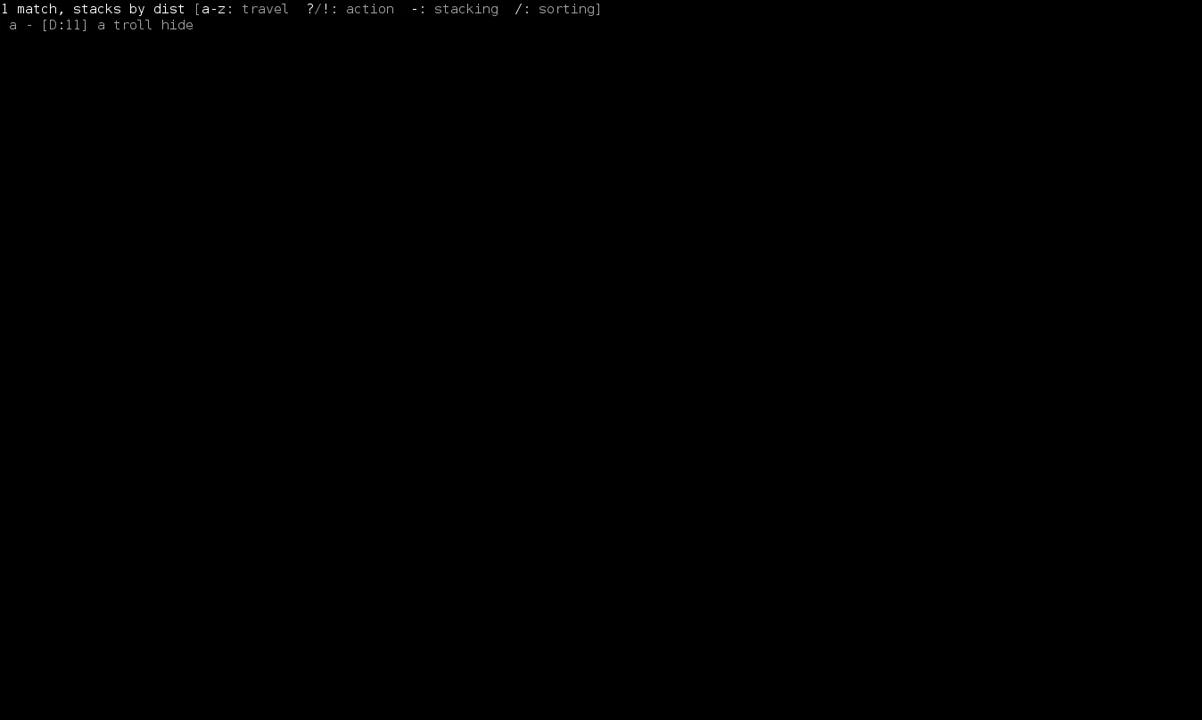 1 match, stacks by dist [a-z: travel  ?/!: action  -: stacking  /: sorting]
a - [D:11] a troll hide